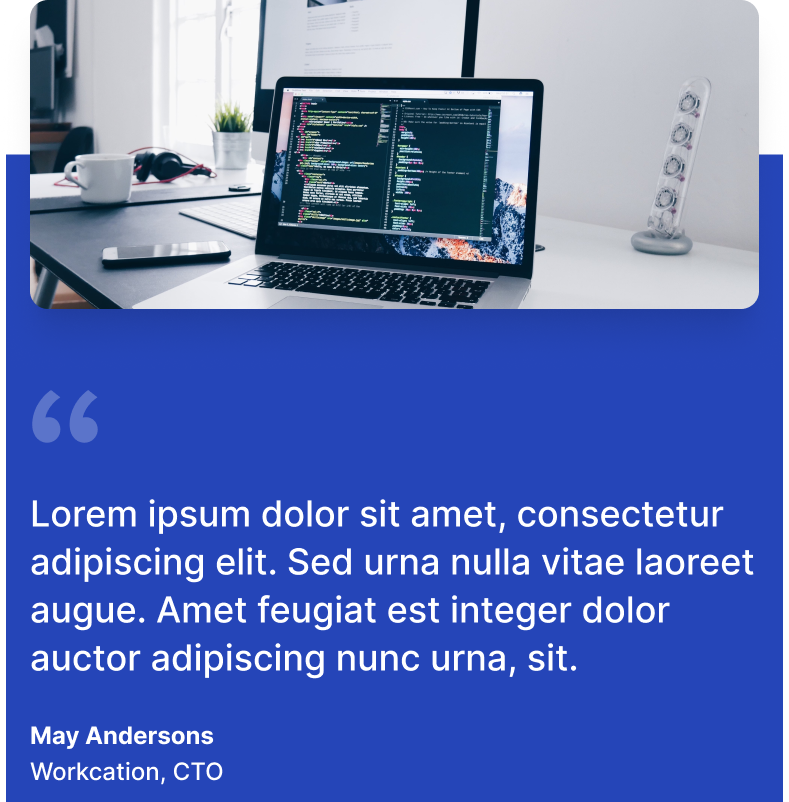 Lorem ipsum dolor sit amet, consectetur
adipiscing elit. Sed urna nulla vitae laoreet
augue. Amet feugiat est integer dolor
auctor adipiscing nunc urna, sit.
May Andersons
Workcation, CTO